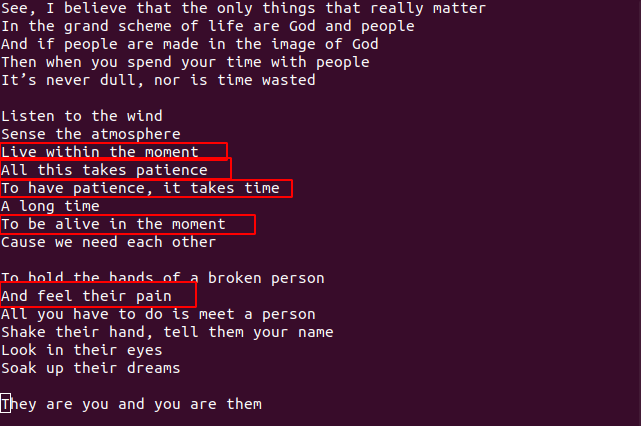 See, I believe that the only things that really matter
In the grand scheme of life are God and people
And if people are made in the image of God
Then when you spend your time with people
It’s never dull, nor is time wasted

Listen to the wind
Sense the atmosphere
Live within the moment
All this takes patience
To have patience, it takes time
A long time
To be alive in the moment
Cause we need each other

To hold the hands of a broken person
And feel their pain
All you have to do is meet a person
Shake their hand, tell them your name
Look in their eyes
Soak up their dreams

They are you and you are them